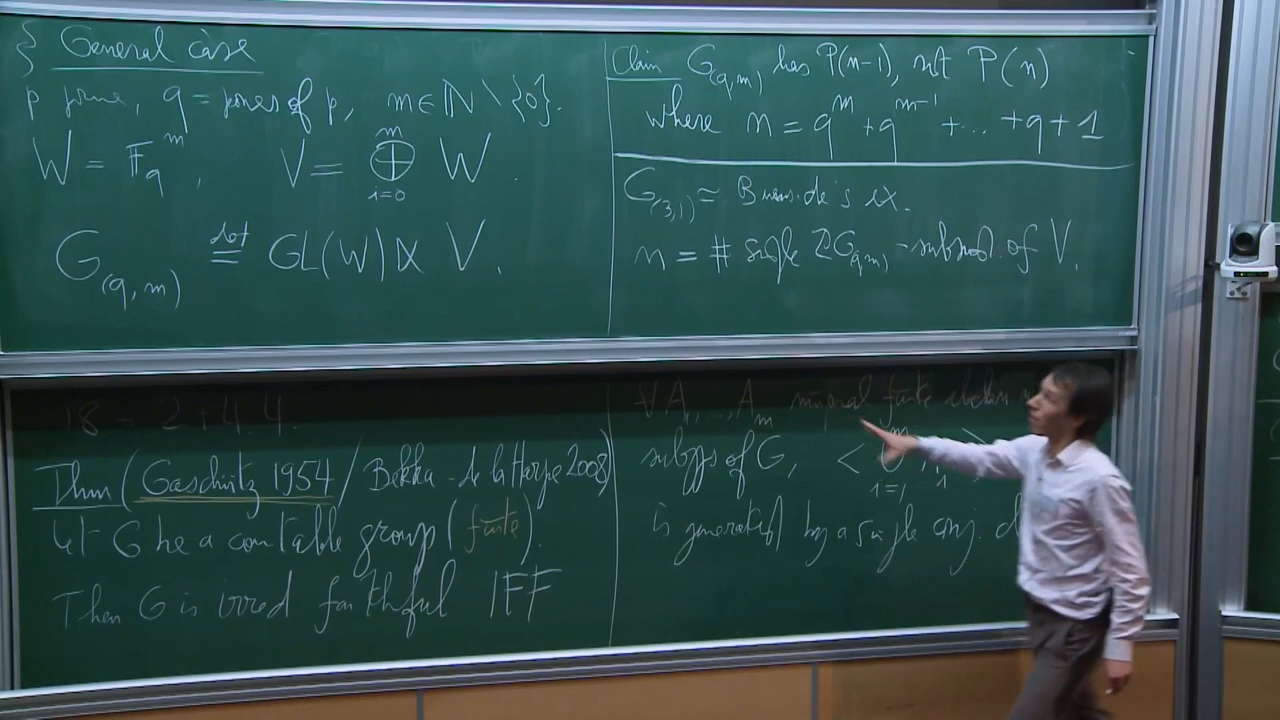 § General case
p prime, q = power of p, m ∈ ℕ \ {0}.
W = 𝔽_q^m, V = ⊕_{i=0}^{m} W.
G_(q,m) =^{def} GL(W) ⋉ V.
Claim G_(q,m) has P(n-1), not P(n)
where n = q^m + q^{m-1} + ... + q + 1
G_(3,1) = Burnside's ex.
n = # simple ℤG_(q,m)-submod. of V.
18 = 2 + 4.4.
Thm (Gaschütz 1954 / Bekka - de la Harpe 2008)
Let G be a countable group (finite).
Then G is irred faithful IFF
∀ A_1, ..., A_m minimal finite abelian
subgps of G, <
is generated by a single conj.